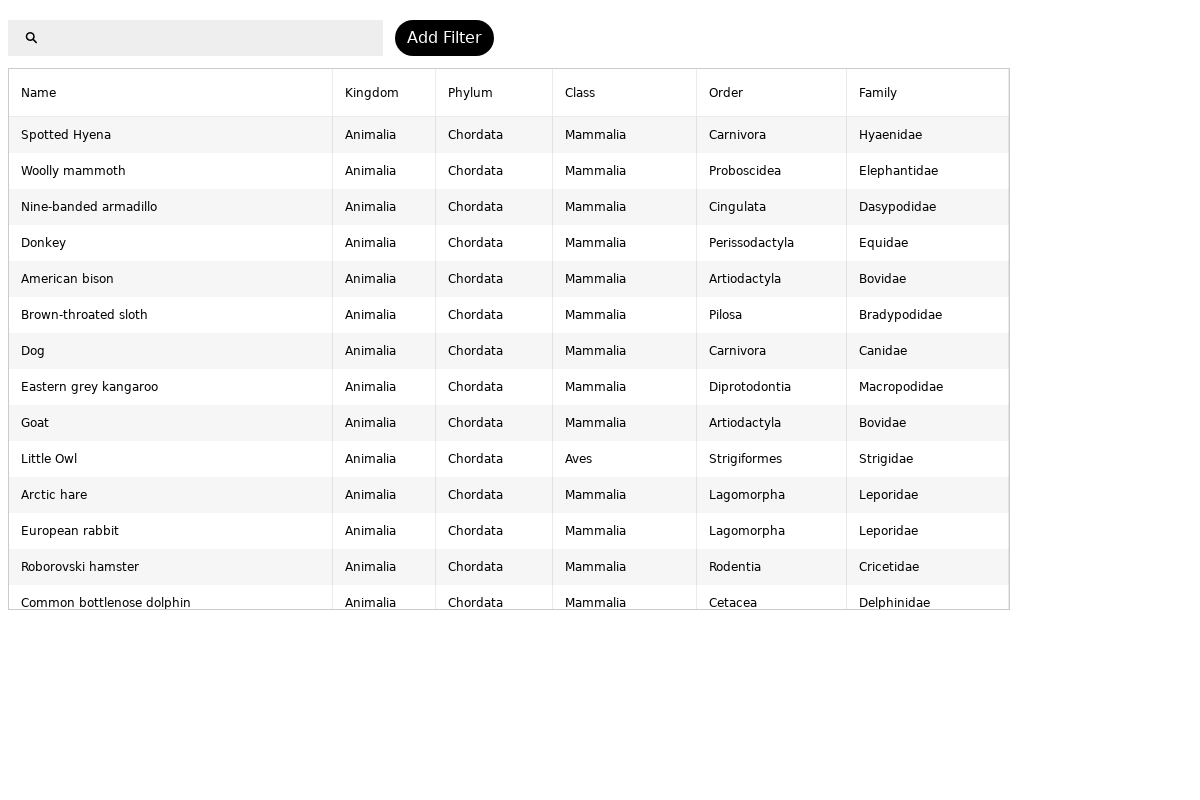 Add Filter
Name Kingdom Phylum Class Order Family
Spotted Hyena Animalia Chordata Mammalia Carnivora Hyaenidae
Woolly mammoth Animalia Chordata Mammalia Proboscidea Elephantidae
Nine-banded armadillo Animalia Chordata Mammalia Cingulata Dasypodidae
Donkey Animalia Chordata Mammalia Perissodactyla Equidae
American bison Animalia Chordata Mammalia Artiodactyla Bovidae
Brown-throated sloth Animalia Chordata Mammalia Pilosa Bradypodidae
Dog Animalia Chordata Mammalia Carnivora Canidae
Eastern grey kangaroo Animalia Chordata Mammalia Diprotodontia Macropodidae
Goat Animalia Chordata Mammalia Artiodactyla Bovidae
Little Owl Animalia Chordata Aves Strigiformes Strigidae
Arctic hare Animalia Chordata Mammalia Lagomorpha Leporidae
European rabbit Animalia Chordata Mammalia Lagomorpha Leporidae
Roborovski hamster Animalia Chordata Mammalia Rodentia Cricetidae
Common bottlenose dolphin Animalia Chordata Mammalia Cetacea Delphinidae